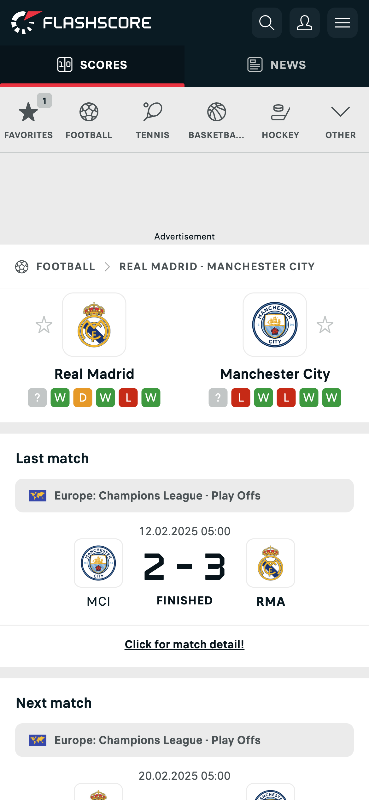 FLASHSCORE
SCORES
NEWS
1
FAVORITES
FOOTBALL
TENNIS
BASKETBA...
HOCKEY
OTHER
Advertisement
FOOTBALL > REAL MADRID - MANCHESTER CITY
Real Madrid
Manchester City
? W D W L W
? L W L W W
Last match
Europe: Champions League - Play Offs
12.02.2025 05:00
MCI
2 - 3
RMA
FINISHED
Click for match detail!
Next match
Europe: Champions League - Play Offs
20.02.2025 05:00